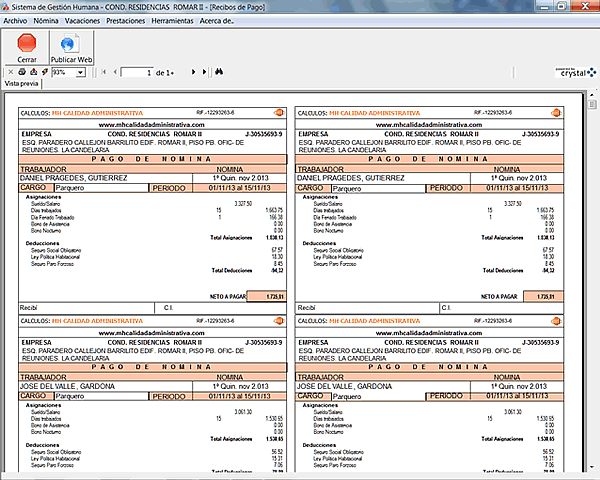 Sistema de Gestión Humana - COND. RESIDENCIAS ROMAR II - [Recibos de Pago]
Archivo Nómina Vacaciones Prestaciones Herramientas Acerca de..
Cerrar Publicar Web
93% 1 de 1+ powered by crystal
Vista previa
CALCULOS: MH CALIDAD ADMINISTRATIVA RIF.-12293263-6 CALCULOS: MH CALIDAD ADMINISTRATIVA RIF.-12293263-6
www.mhcalidadadministrativa.com www.mhcalidadadministrativa.com
EMPRESA COND. RESIDENCIAS ROMAR II J-30535693-9 EMPRESA COND. RESIDENCIAS ROMAR II J-30535693-9
ESQ. PARADERO CALLEJON BARRILITO EDIF. ROMAR II, PISO PB. OFIC- DE ESQ. PARADERO CALLEJON BARRILITO EDIF. ROMAR II, PISO PB. OFIC- DE
REUNIONES. LA CANDELARIA REUNIONES. LA CANDELARIA
PAGO DE NOMINA PAGO DE NOMINA
TRABAJADOR NOMINA TRABAJADOR NOMINA
DANIEL PRAGEDES, GUTIERREZ 1ª Quin. nov 2.013 DANIEL PRAGEDES, GUTIERREZ 1ª Quin. nov 2.013
CARGO Parquero PERIODO 01/11/13 al 15/11/13 CARGO Parquero PERIODO 01/11/13 al 15/11/13
Asignaciones Asignaciones
Sueldo/Salario 3.327,50 Sueldo/Salario 3.327,50
Dias trabajados 15 1.663,75 Dias trabajados 15 1.663,75
Dia Feriado Trabajado 1 166,38 Dia Feriado Trabajado 1 166,38
Bono de Asistencia 0,00 Bono de Asistencia 0,00
Bono Nocturno 0,00 Bono Nocturno 0,00
Total Asignaciones 1.830,13 Total Asignaciones 1.830,13
Deducciones Deducciones
Seguro Social Obligatorio 67,57 Seguro Social Obligatorio 67,57
Ley Política Habitacional 18,30 Ley Política Habitacional 18,30
Seguro Paro Forzoso 8,45 Seguro Paro Forzoso 8,45
Total Deducciones -94,32 Total Deducciones -94,32
NETO A PAGAR: 1.735,81 NETO A PAGAR: 1.735,81
Recibí C.I. Recibí C.I.
CALCULOS: MH CALIDAD ADMINISTRATIVA RIF.-12293263-6 CALCULOS: MH CALIDAD ADMINISTRATIVA RIF.-12293263-6
www.mhcalidadadministrativa.com www.mhcalidadadministrativa.com
EMPRESA COND. RESIDENCIAS ROMAR II J-30535693-9 EMPRESA COND. RESIDENCIAS ROMAR II J-30535693-9
ESQ. PARADERO CALLEJON BARRILITO EDIF. ROMAR II, PISO PB. OFIC- DE ESQ. PARADERO CALLEJON BARRILITO EDIF. ROMAR II, PISO PB. OFIC- DE
REUNIONES. LA CANDELARIA REUNIONES. LA CANDELARIA
PAGO DE NOMINA PAGO DE NOMINA
TRABAJADOR NOMINA TRABAJADOR NOMINA
JOSE DEL VALLE , GARDONA 1ª Quin. nov 2.013 JOSE DEL VALLE , GARDONA 1ª Quin. nov 2.013
CARGO Parquero PERIODO 01/11/13 al 15/11/13 CARGO Parquero PERIODO 01/11/13 al 15/11/13
Asignaciones Asignaciones
Sueldo/Salario 3.061,30 Sueldo/Salario 3.061,30
Dias trabajados 15 1.530,65 Dias trabajados 15 1.530,65
Bono de Asistencia 0,00 Bono de Asistencia 0,00
Bono Nocturno 0,00 Bono Nocturno 0,00
Total Asignaciones 1.530,65 Total Asignaciones 1.530,65
Deducciones Deducciones
Seguro Social Obligatorio 56,52 Seguro Social Obligatorio 56,52
Ley Política Habitacional 15,31 Ley Política Habitacional 15,31
Seguro Paro Forzoso 7,06 Seguro Paro Forzoso 7,06
Total Deducciones Total Deducciones